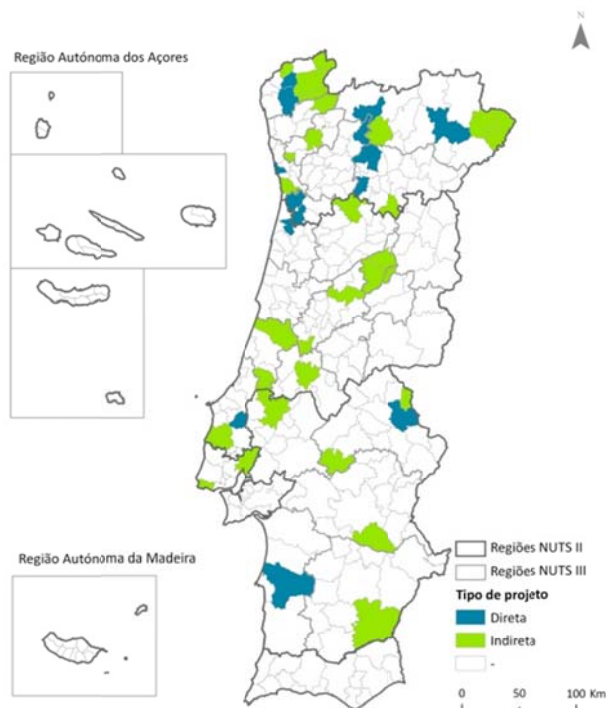 N
Região Autónoma dos Açores
Região Autónoma da Madeira
Regiões NUTS II
Regiões NUTS III
Tipo de projeto
Direta
Indireta
-
0 50 100 Km